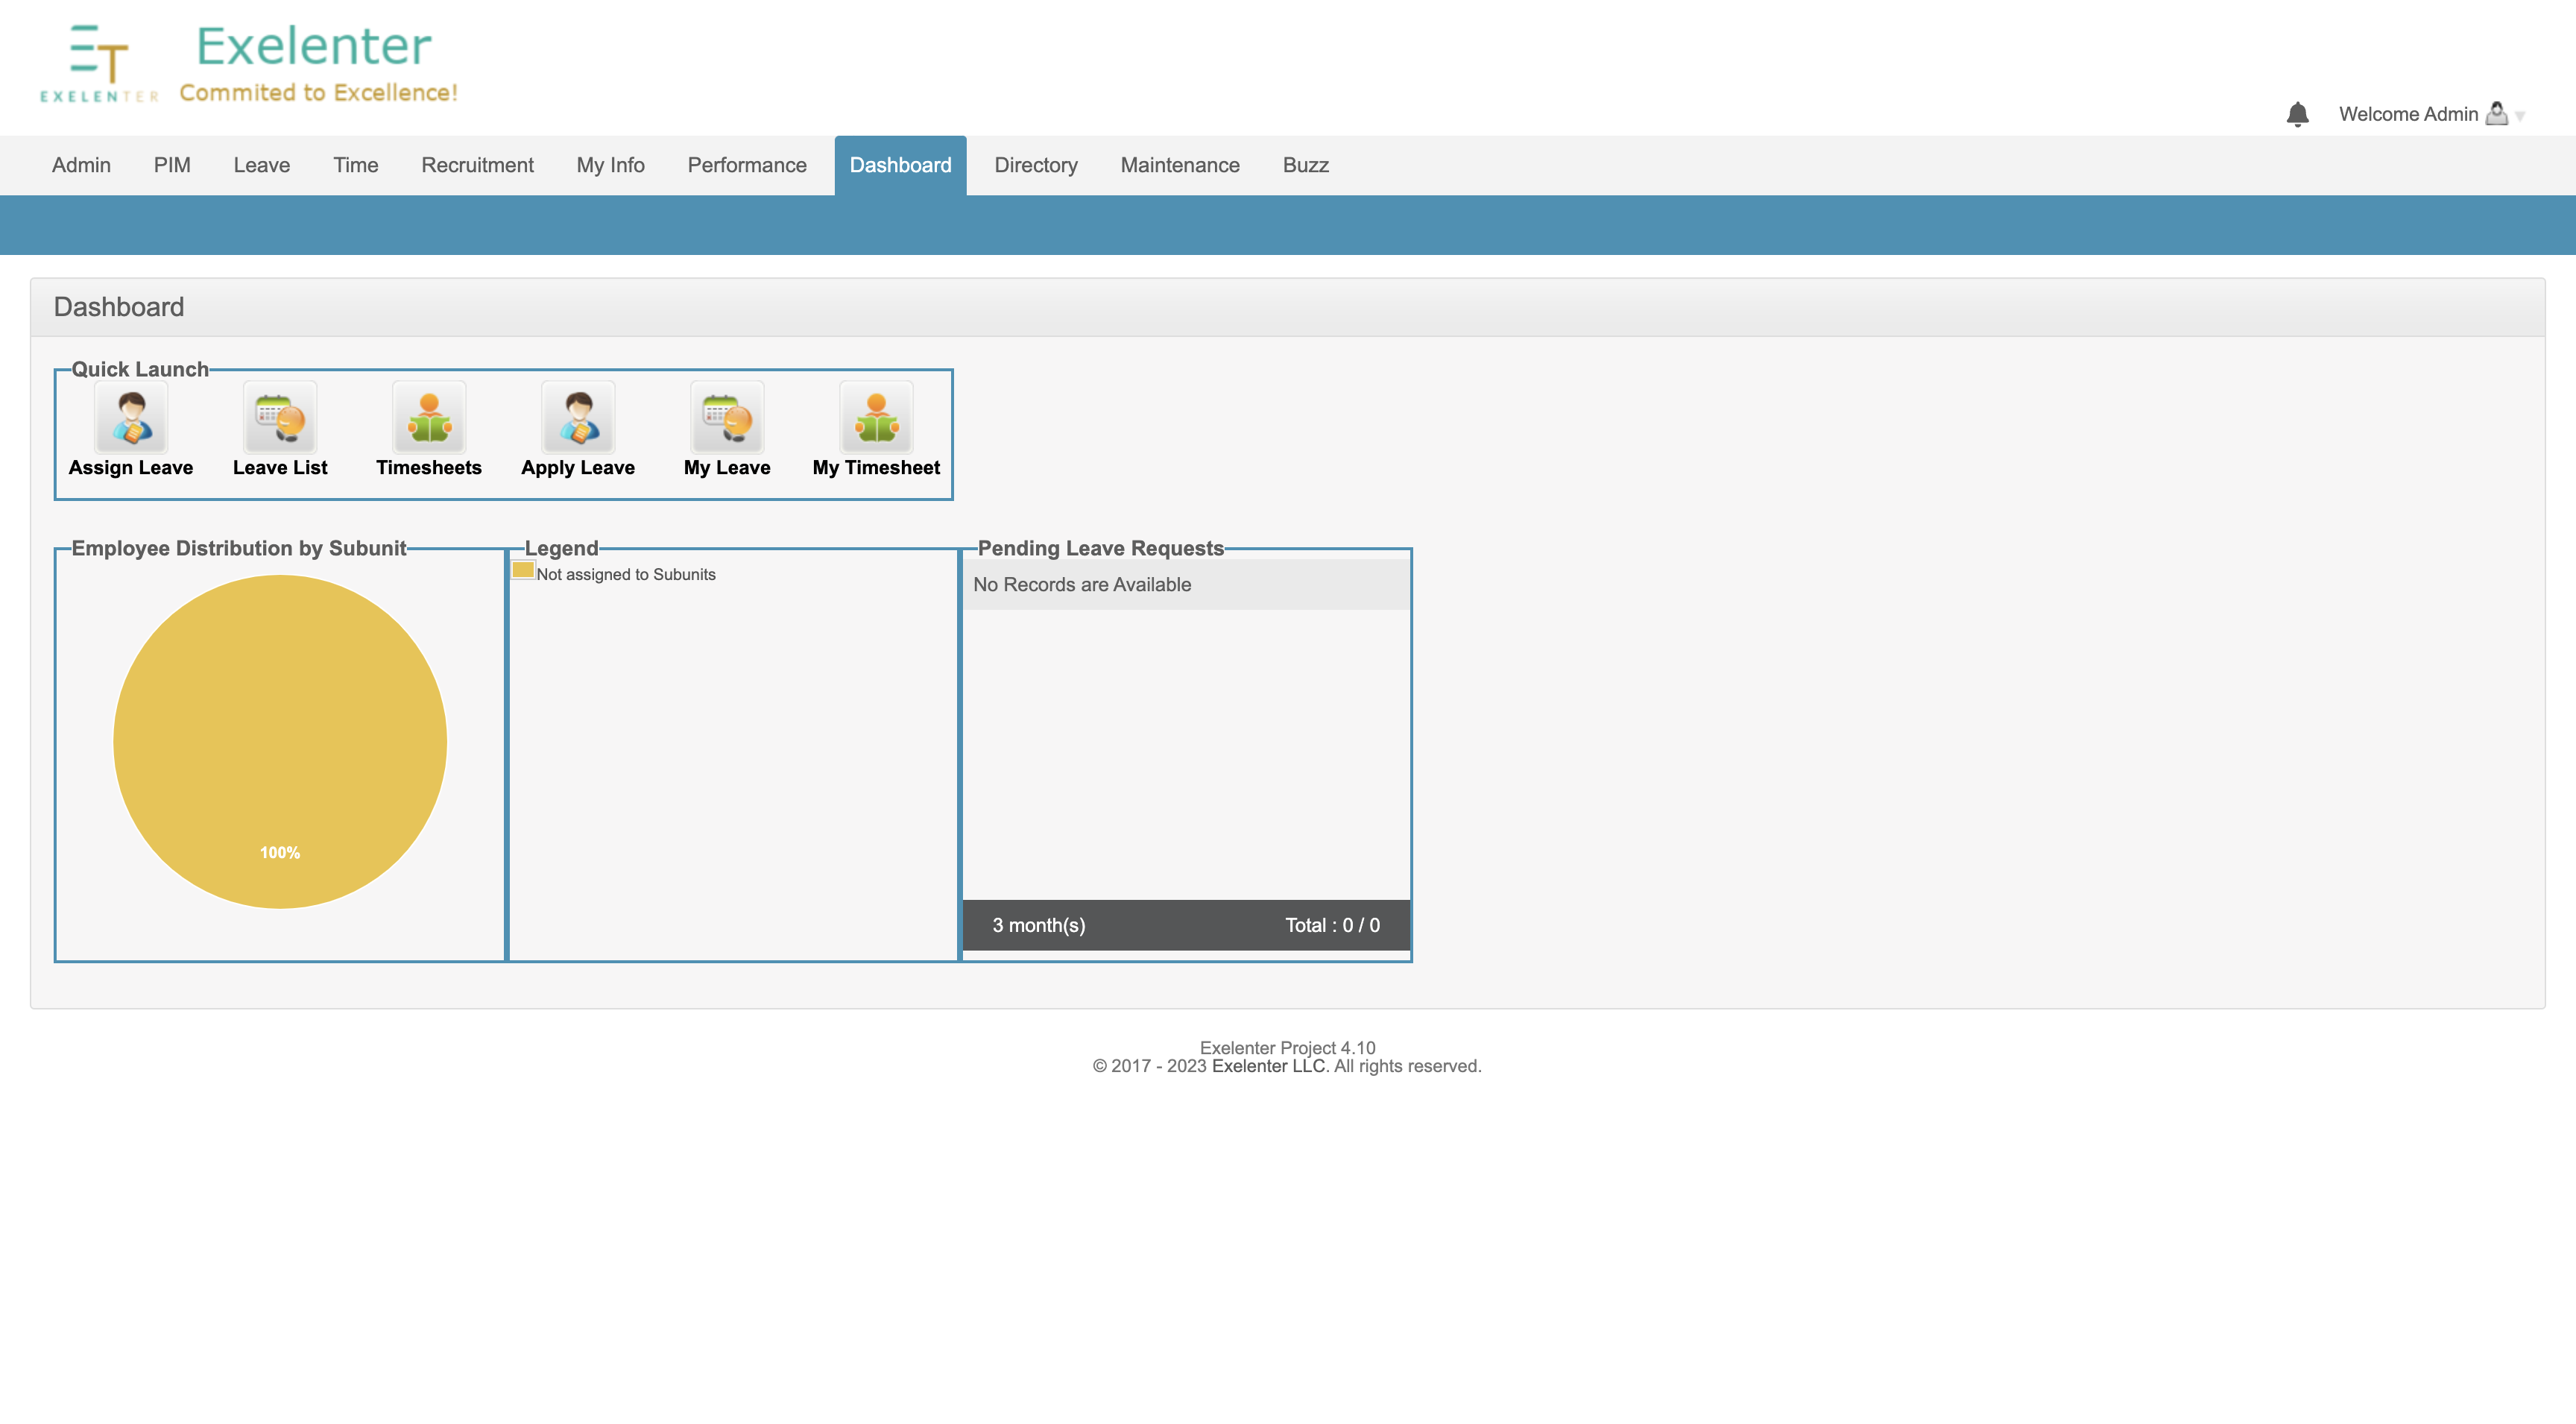 Exelenter
EXELENTER
Commited to Excellence!
Welcome Admin
Admin PIM Leave Time Recruitment My Info Performance Dashboard Directory Maintenance Buzz
Dashboard
Quick Launch
Assign Leave Leave List Timesheets Apply Leave My Leave My Timesheet
Employee Distribution by Subunit
100%
Legend
Not assigned to Subunits
Pending Leave Requests
No Records are Available
3 month(s) Total : 0 / 0
Exelenter Project 4.10
© 2017 - 2023 Exelenter LLC. All rights reserved.